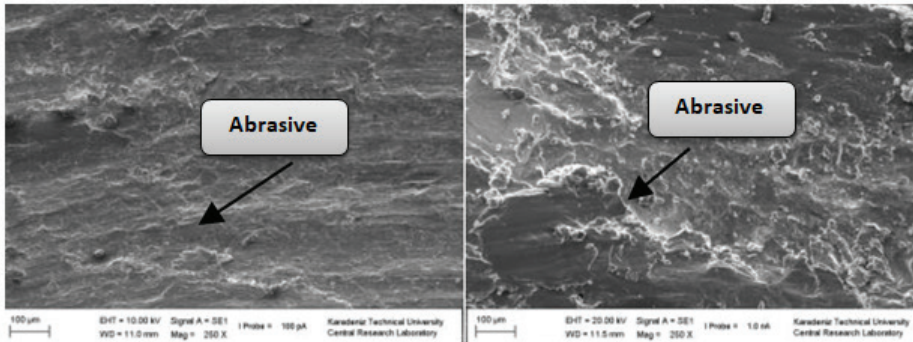 Abrasive
Abrasive
100 µm
EHT = 10.00 kV Signal A = SE1
WD = 11.0 mm Mag = 250 X
I Probe = 100 pA
Karadeniz Technical University
Central Research Laboratory
100 µm
EHT = 20.00 kV Signal A = SE1
WD = 11.5 mm Mag = 250 X
I Probe = 1.0 nA
Karadeniz Technical University
Central Research Laboratory